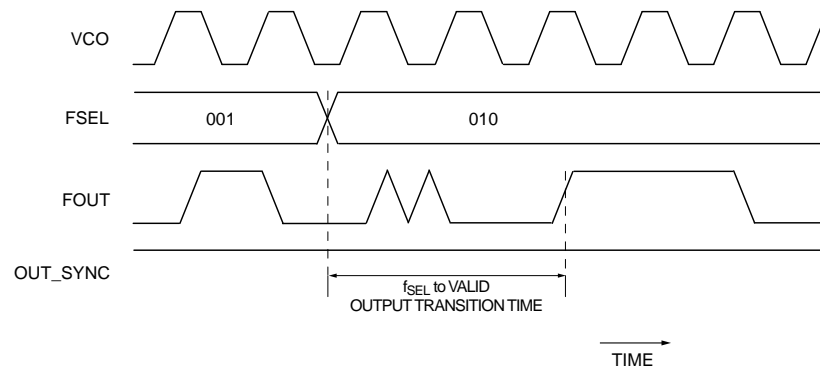 VCO
FSEL
001
010
FOUT
OUT_SYNC
fSEL to VALID
OUTPUT TRANSITION TIME
TIME